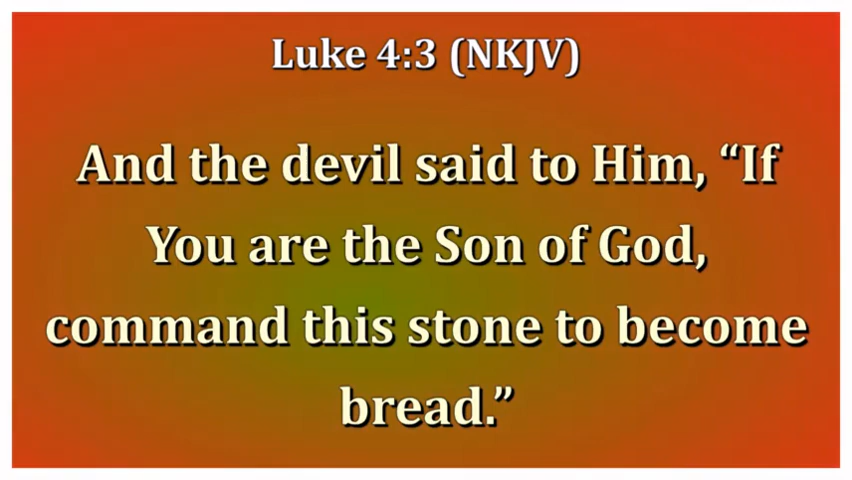 Luke 4:3 (NKJV)
And the devil said to Him, “If
You are the Son of God,
command this stone to become
bread.”